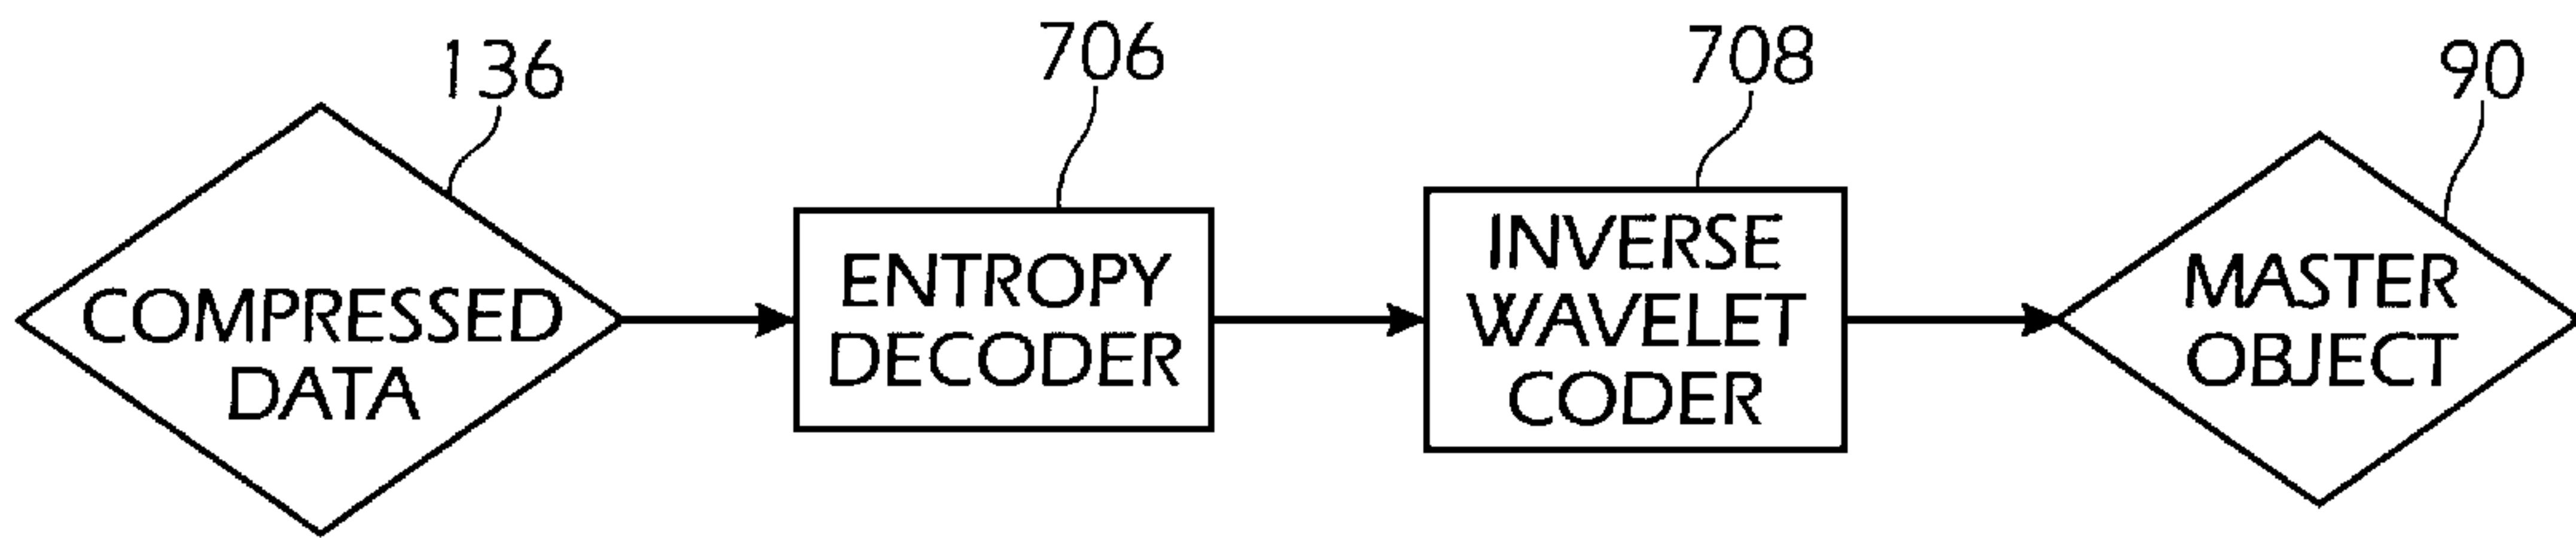 136
706
708
90
COMPRESSED
DATA
ENTROPY
DECODER
INVERSE
WAVELET
CODER
MASTER
OBJECT